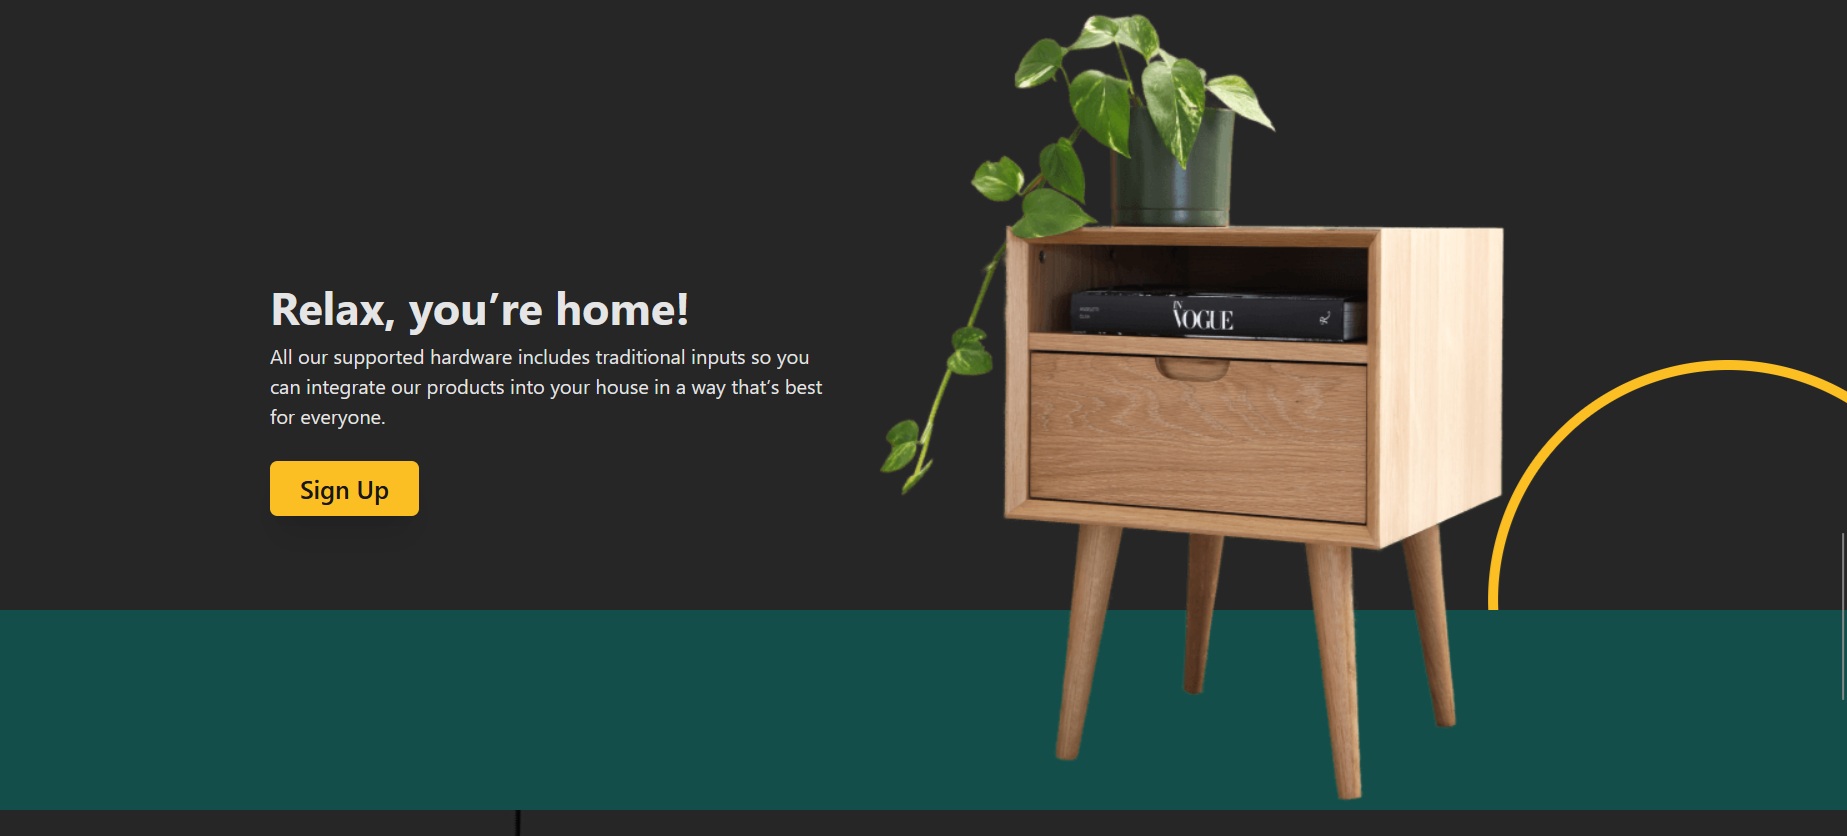 Relax, you’re home!
All our supported hardware includes traditional inputs so you
can integrate our products into your house in a way that’s best
for everyone.
Sign Up
IN
VOGUE